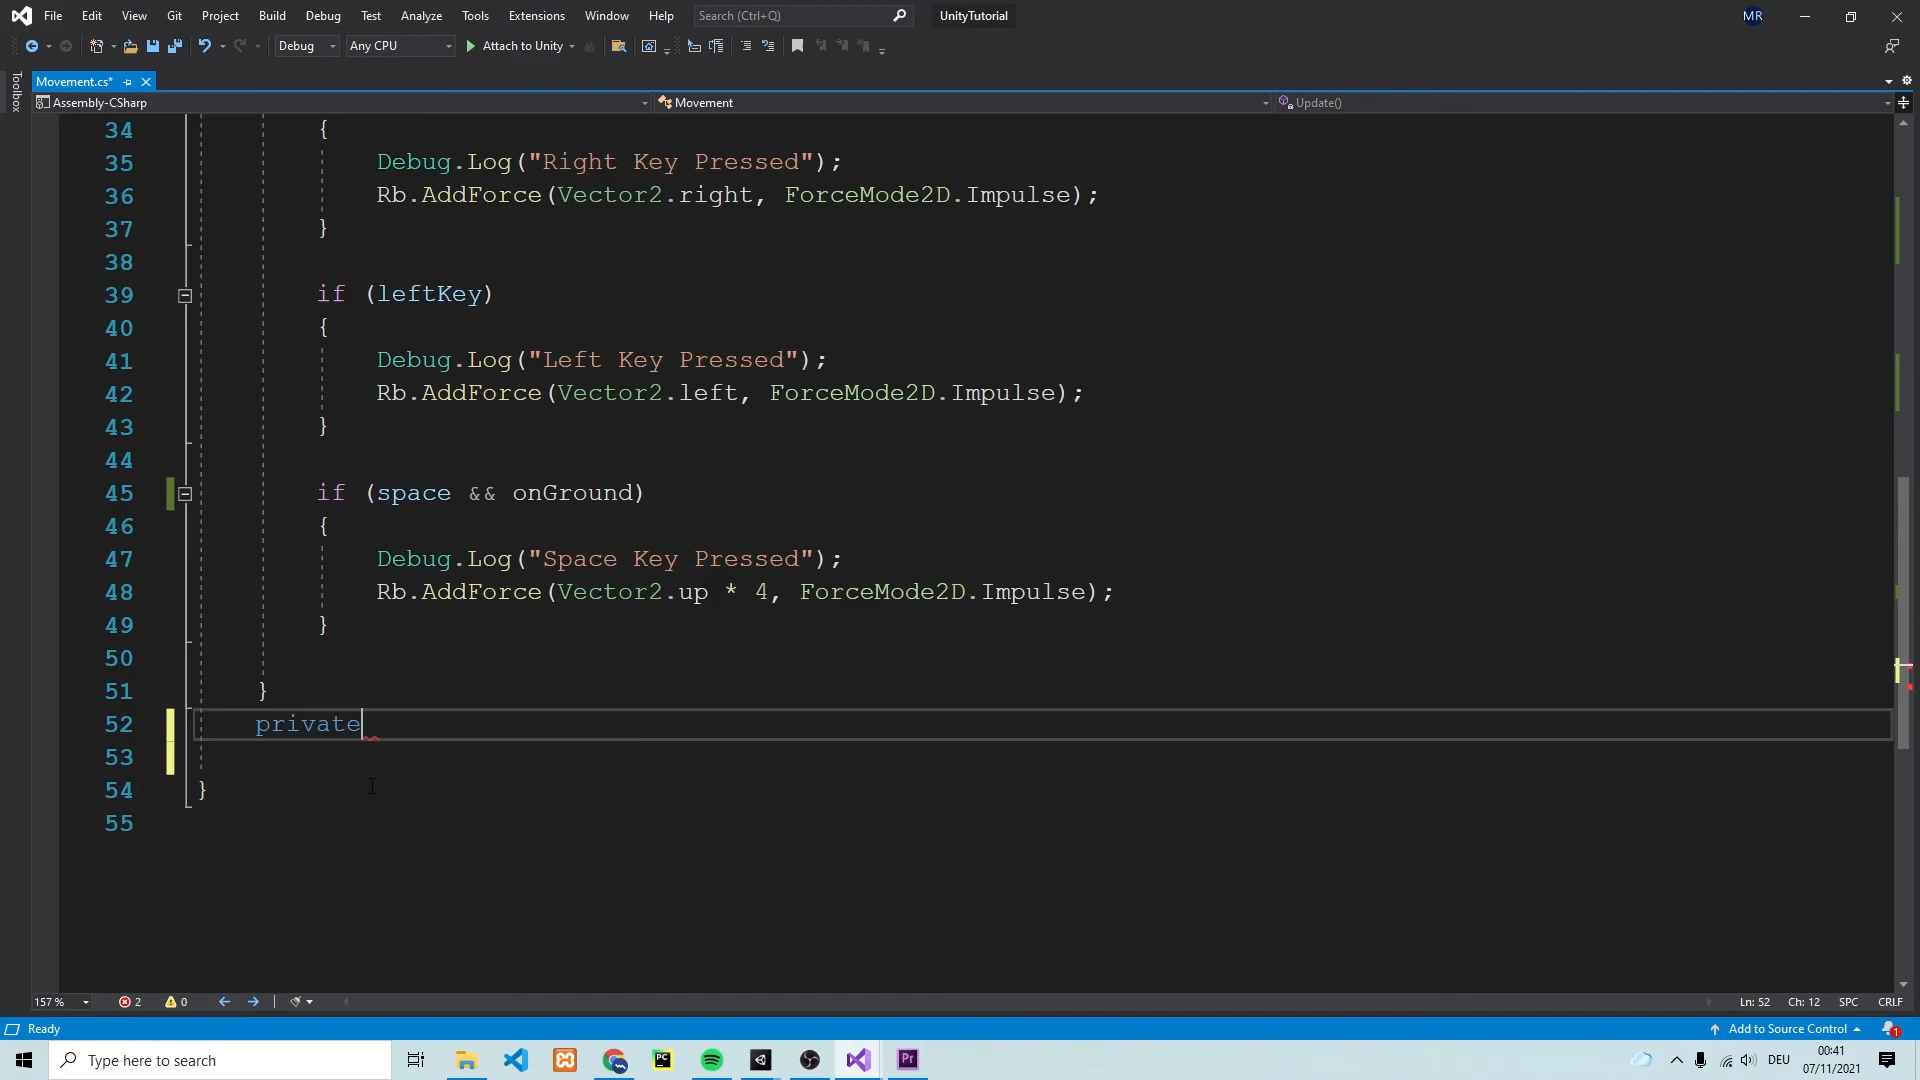 File Edit View Git Project Build Debug Test Analyze Tools Extensions Window Help Search (Ctrl+Q) UnityTutorial MR
Debug Any CPU Attach to Unity
Toolbox
Movement.cs*
Assembly-CSharp Movement Update()
34 {
35 Debug.Log("Right Key Pressed");
36 Rb.AddForce(Vector2.right, ForceMode2D.Impulse);
37 }
38
39 if (leftKey)
40 {
41 Debug.Log("Left Key Pressed");
42 Rb.AddForce(Vector2.left, ForceMode2D.Impulse);
43 }
44
45 if (space && onGround)
46 {
47 Debug.Log("Space Key Pressed");
48 Rb.AddForce(Vector2.up * 4, ForceMode2D.Impulse);
49 }
50
51 }
52 private
53
54 }
55
157 % 2 0 Ln: 52 Ch: 12 SPC CRLF
Ready Add to Source Control 1
Type here to search PC Pr DEU 00:41
07/11/2021